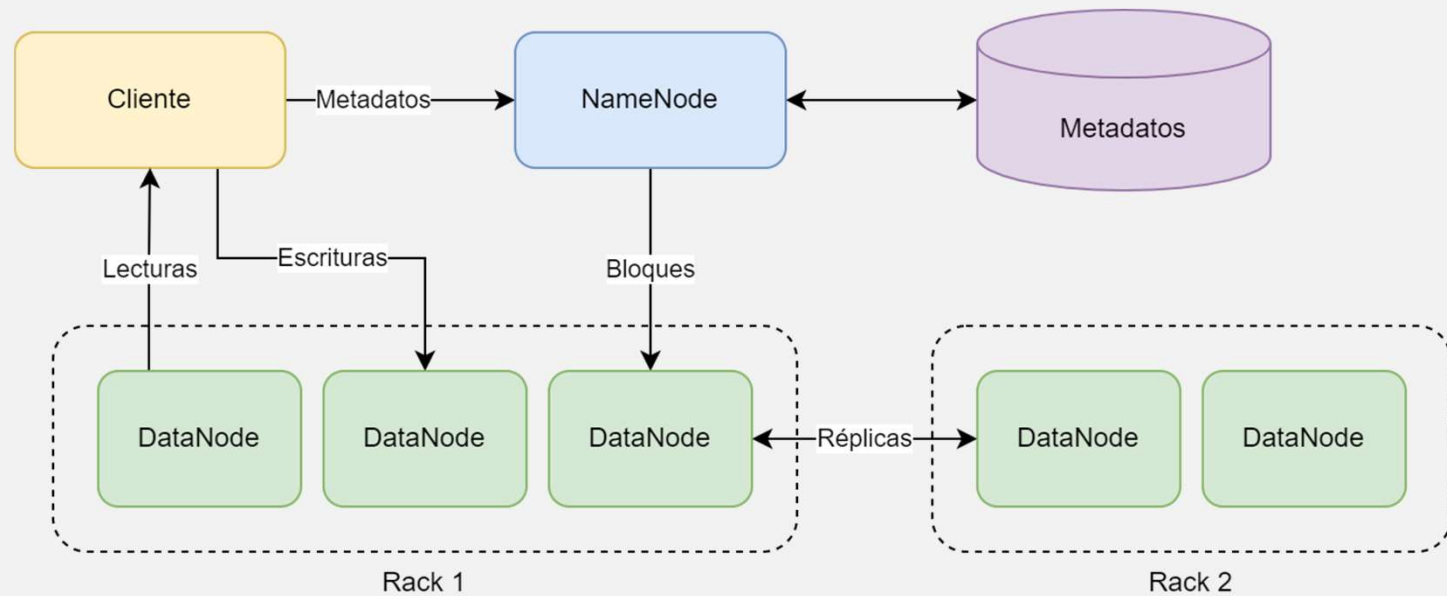 Cliente
Metadatos
NameNode
Metadatos
Lecturas
Escrituras
Bloques
DataNode
DataNode
DataNode
Réplicas
DataNode
DataNode
Rack 1
Rack 2